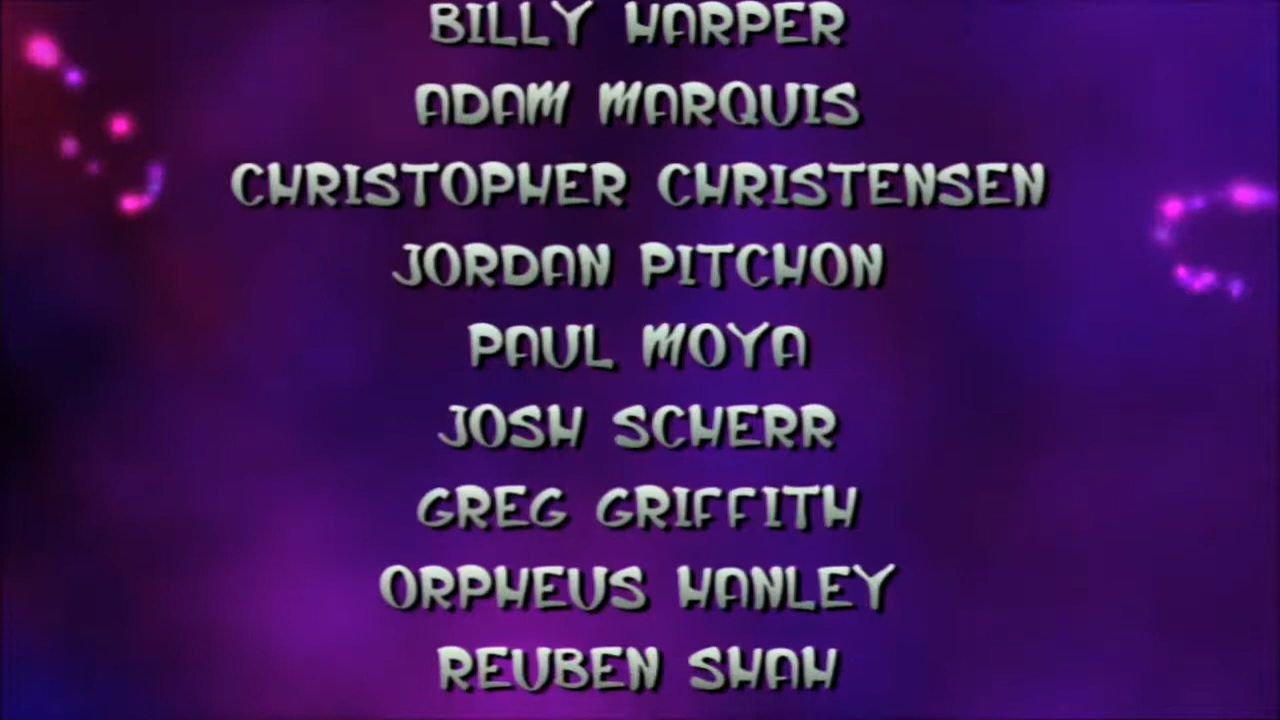 BILLY HARPER
ADAM MARQUIS
CHRISTOPHER CHRISTENSEN
JORDAN PITCHON
PAUL MOYA
JOSH SCHERR
GREG GRIFFITH
ORPHEUS HANLEY
REUBEN SHAH